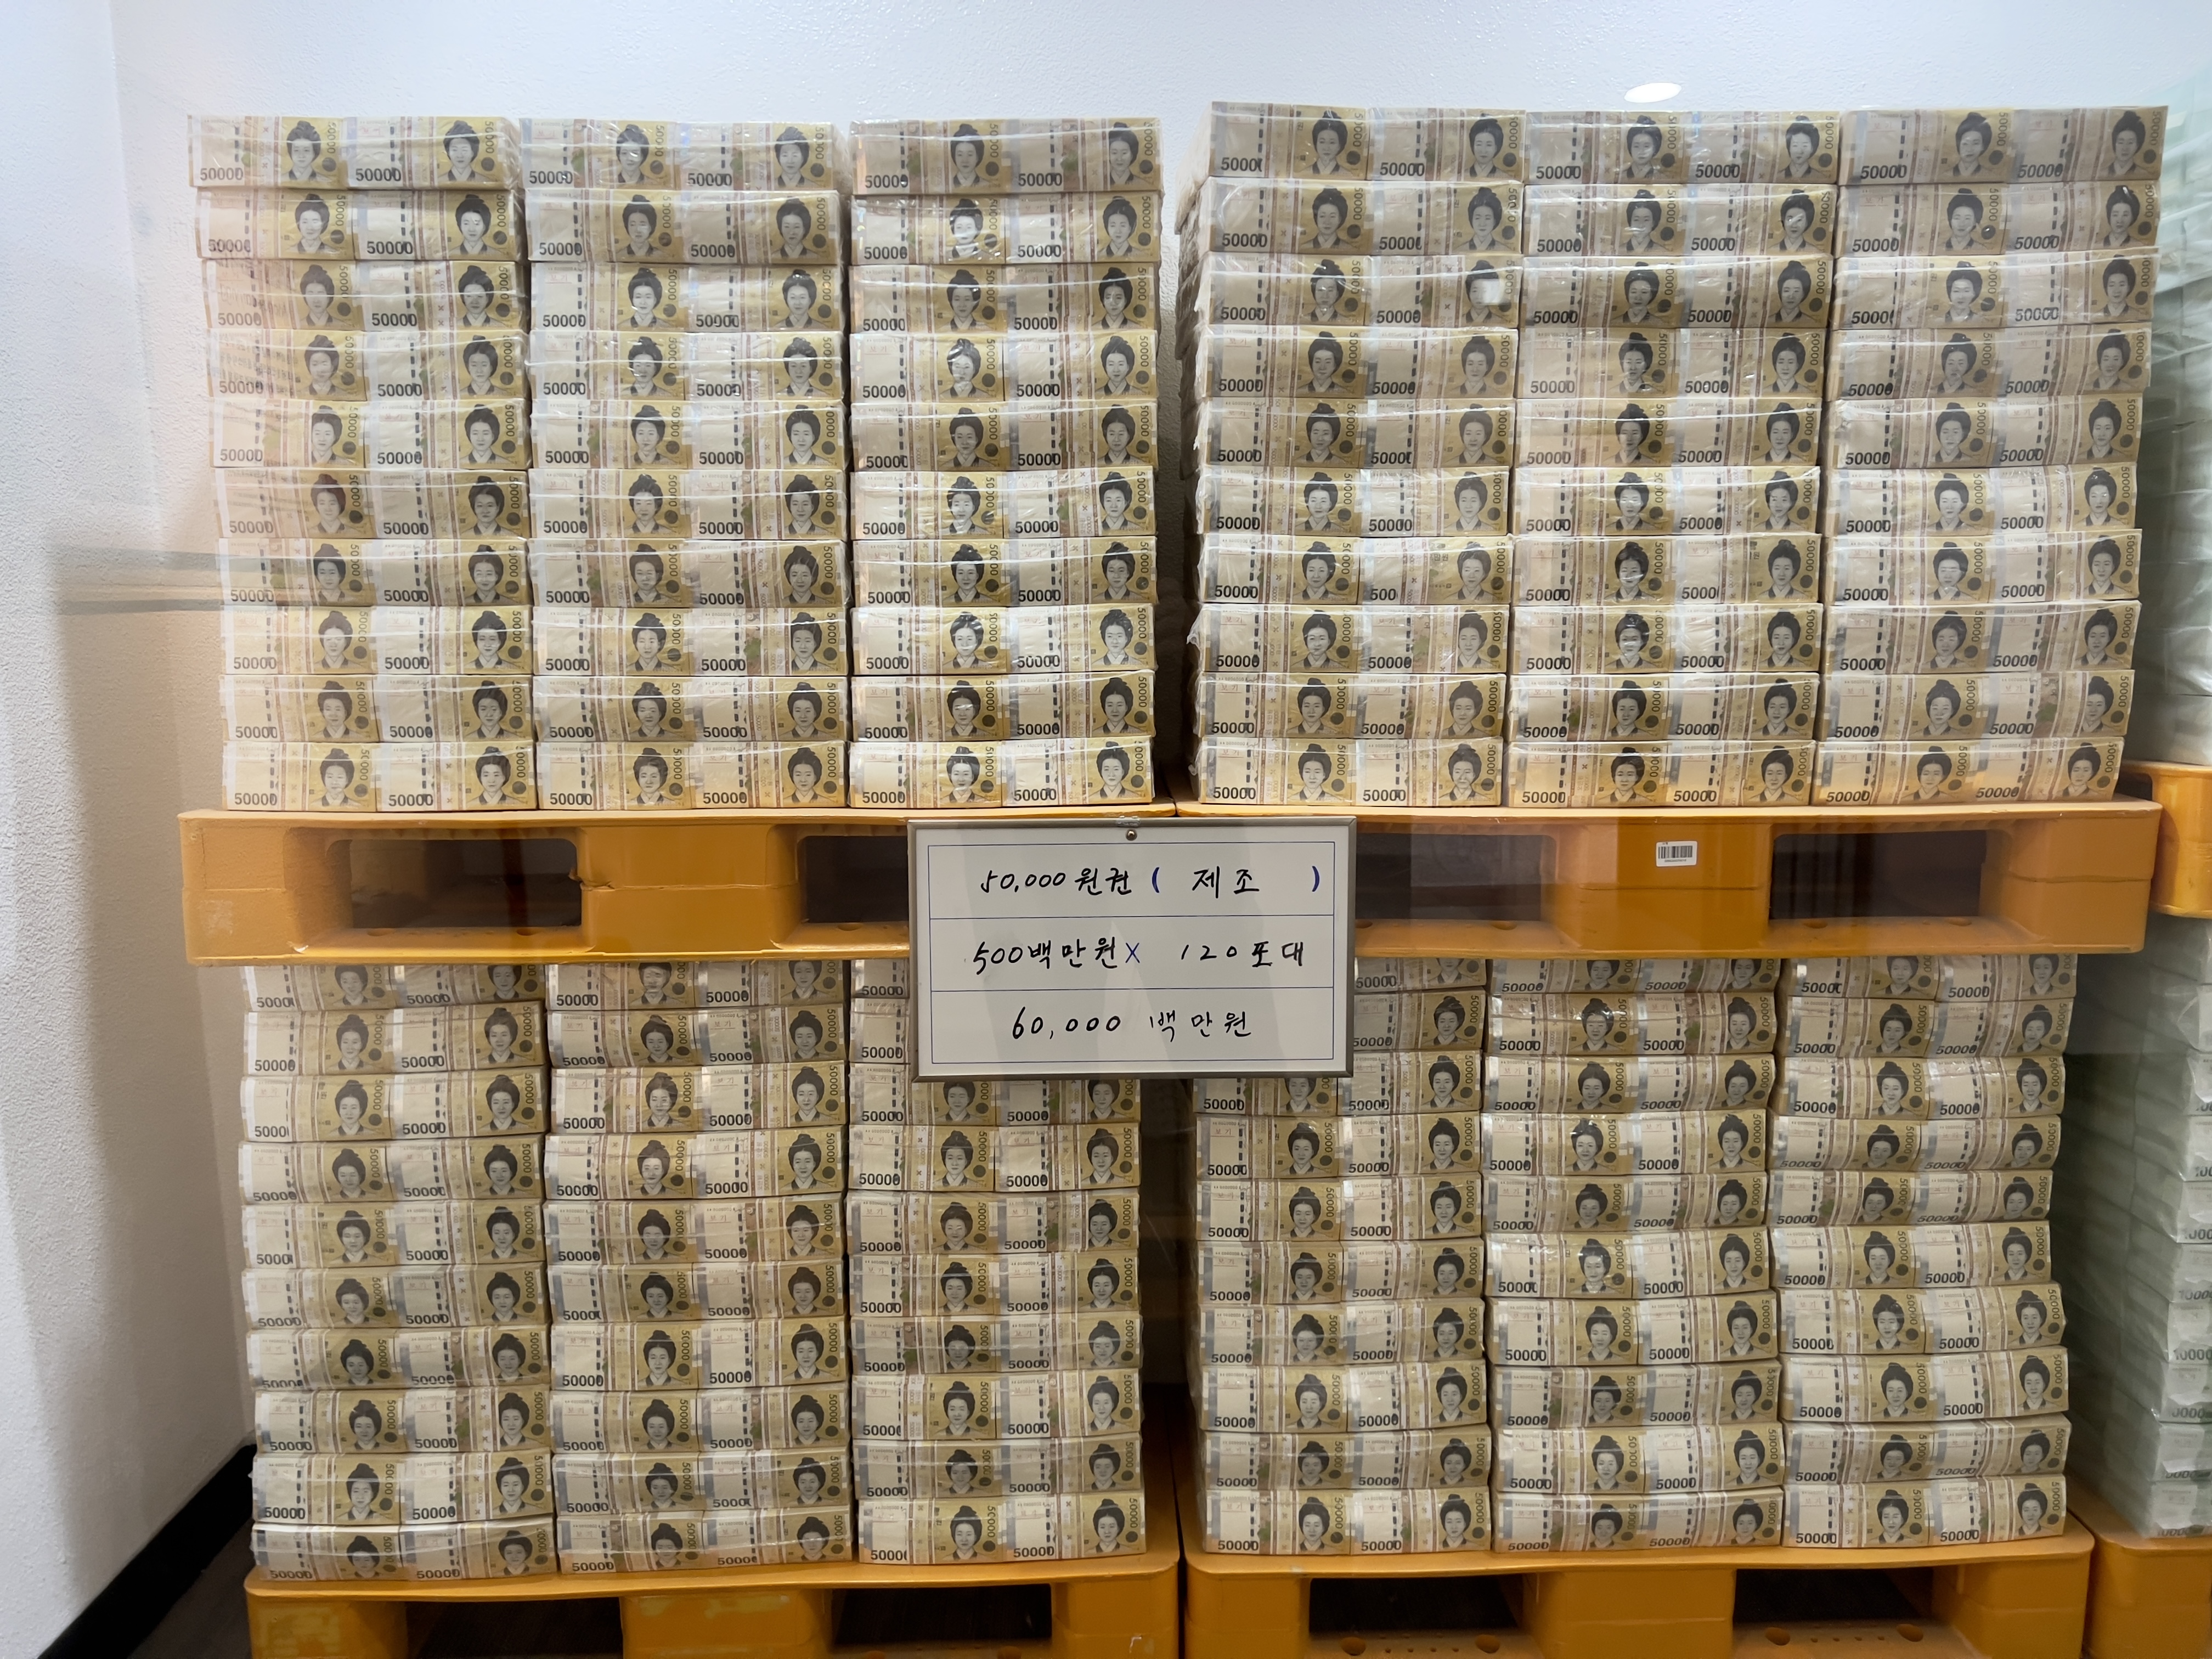 50,000원권 ( 제조 )
500백만원 X 120포대
60,000 백만원
50000